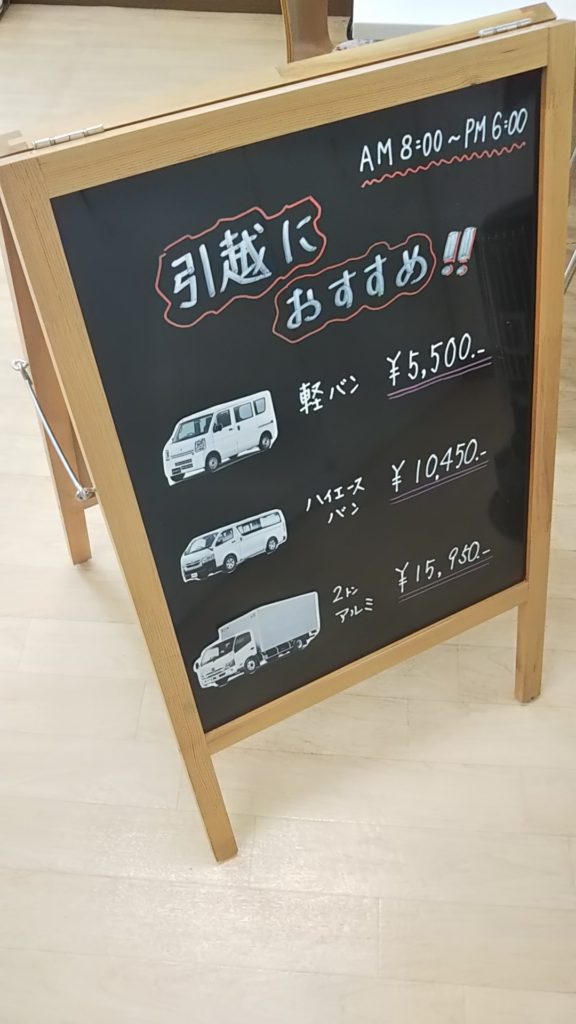 AM 8:00～PM 6:00
引越に
おすすめ!!
軽バン ¥5,500.-
ハイエース
バン ¥10,450.-
2トン
アルミ ¥15,950.-